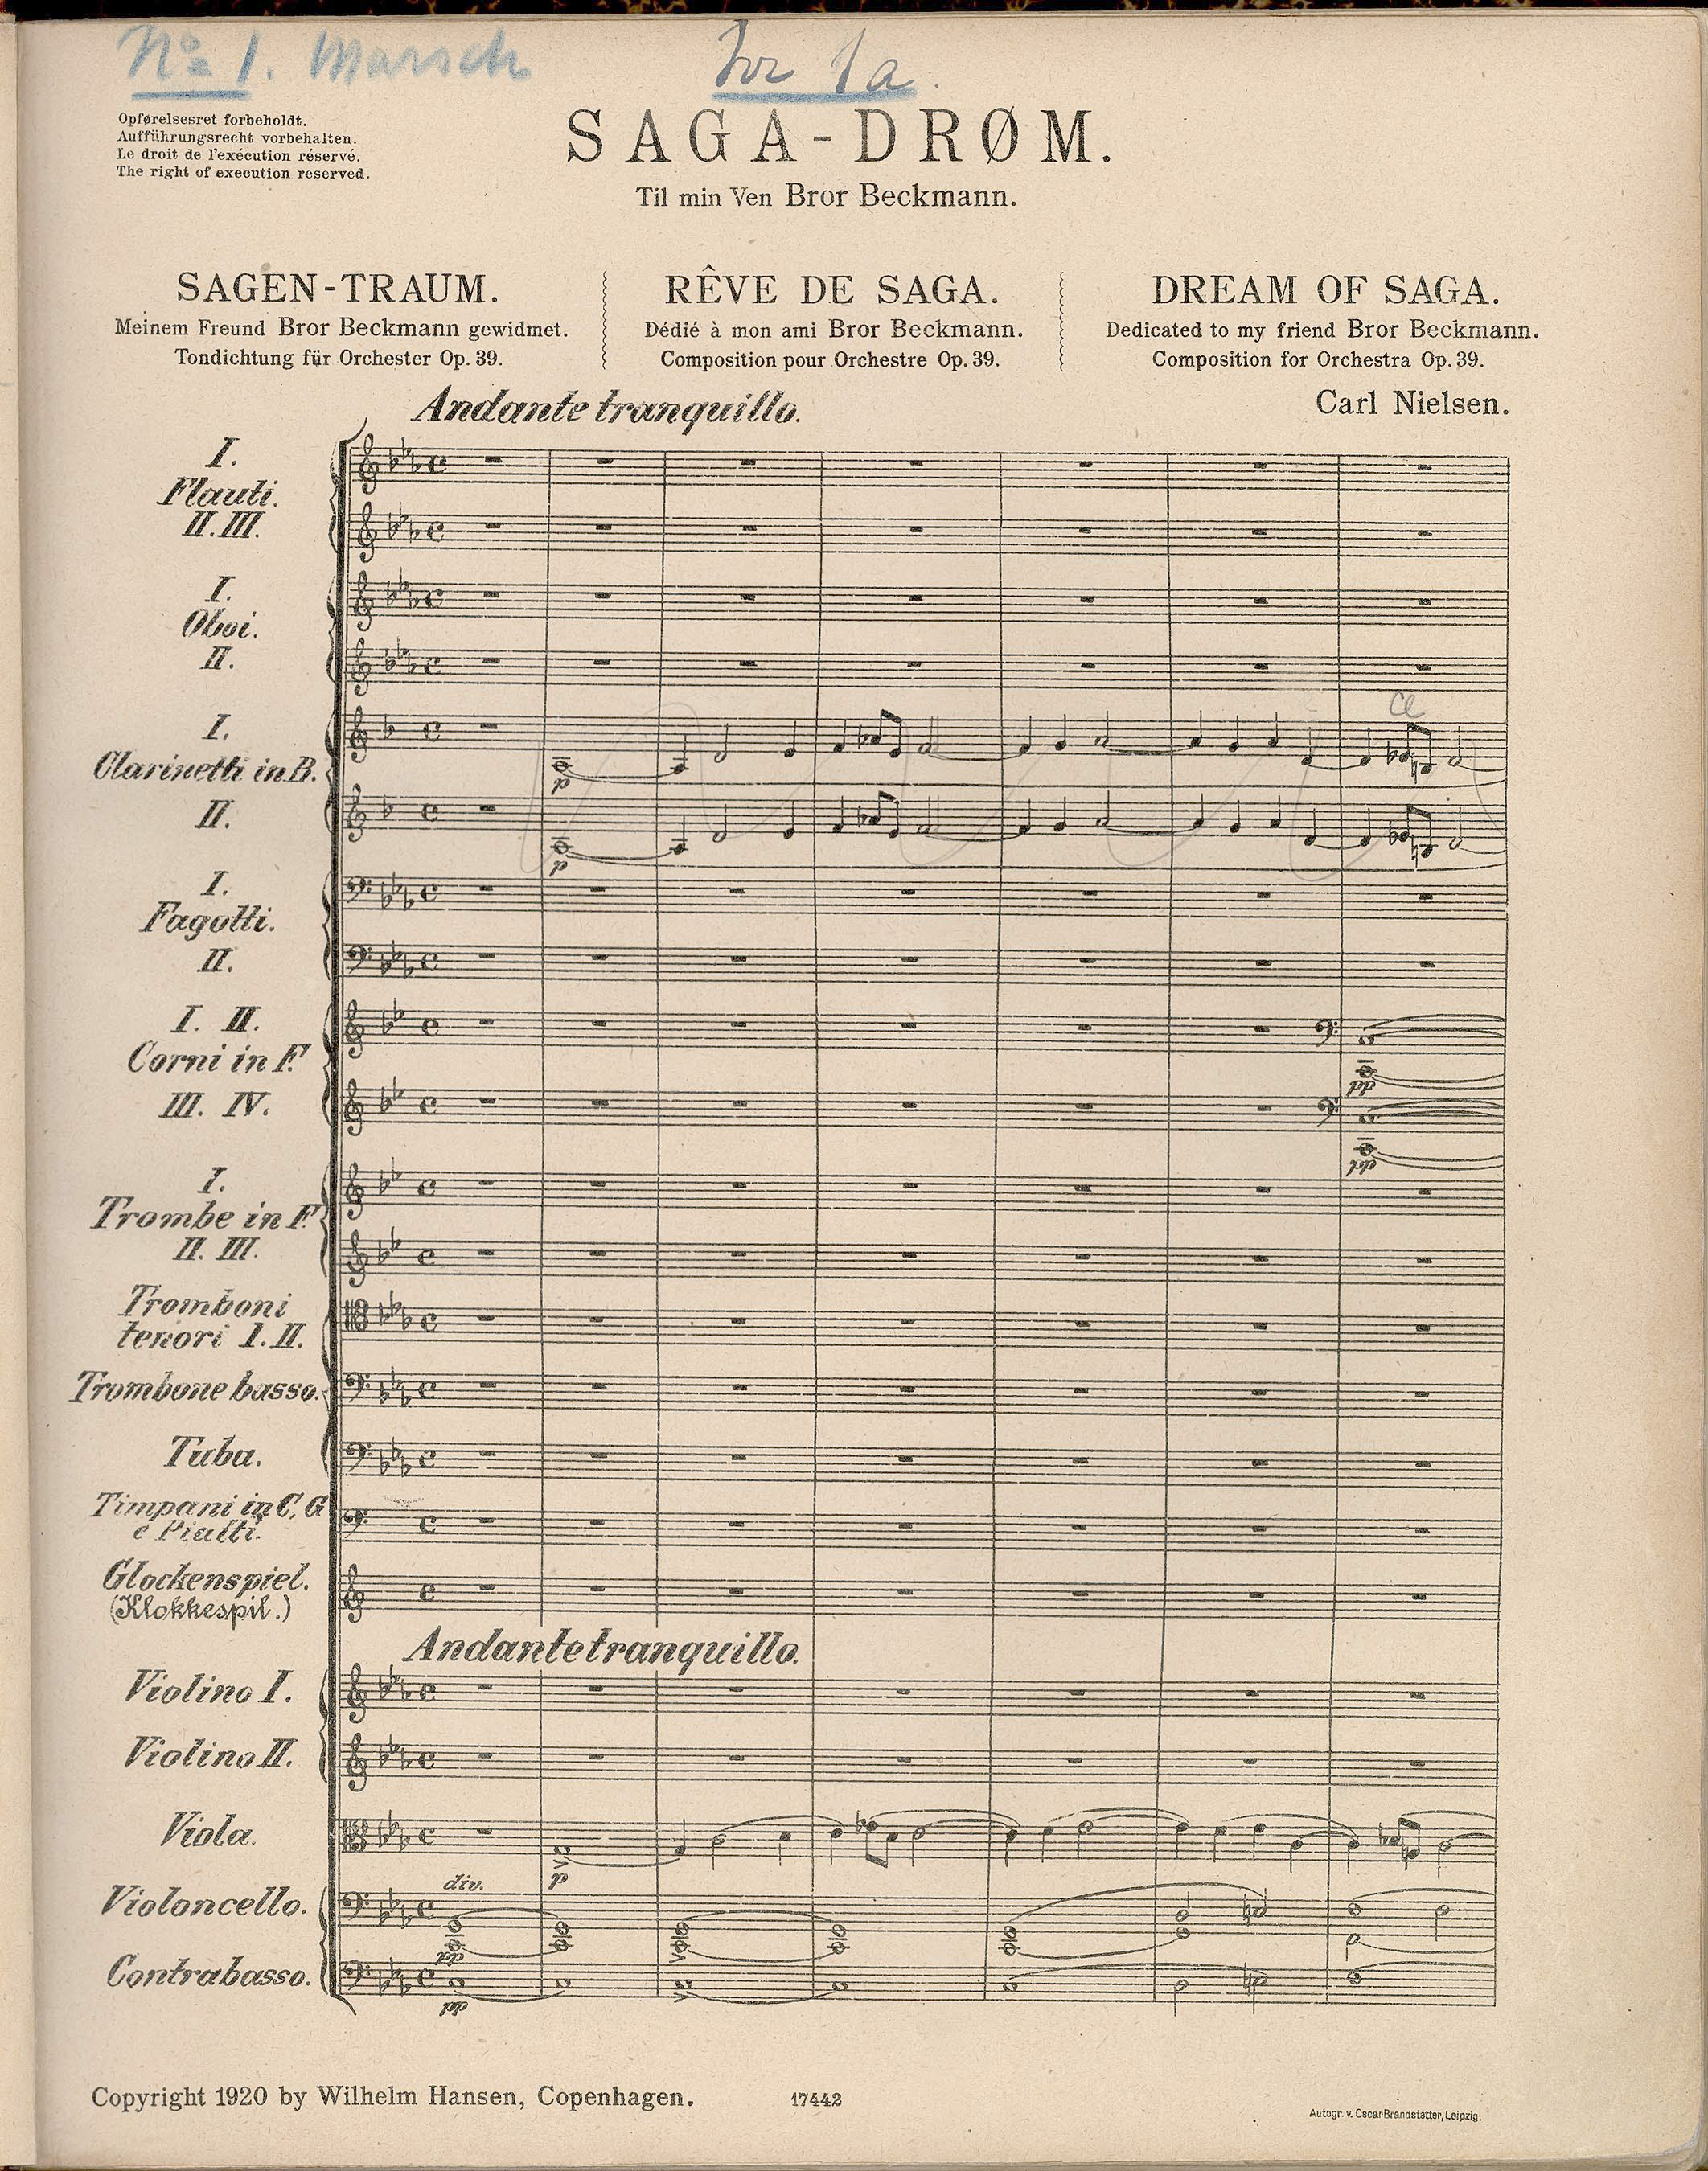 No 1. Marsch
No 1a
Opførelsesret forbeholdt.
Aufführungsrecht vorbehalten.
Le droit de l'exécution réservé.
The right of execution reserved.
SAGA-DRØM.
Til min Ven Bror Beckmann.
SAGEN-TRAUM.
Meinem Freund Bror Beckmann gewidmet.
Tondichtung für Orchester Op. 39.
RÊVE DE SAGA.
Dédié à mon ami Bror Beckmann.
Composition pour Orchestre Op. 39.
DREAM OF SAGA.
Dedicated to my friend Bror Beckmann.
Composition for Orchestra Op. 39.
Andante tranquillo.
Carl Nielsen.
I.
Flauti.
II. III.
I.
Oboi.
II.
I.
Clarinetti in B.
II.
p
p
I.
Fagotti.
II.
I. II.
Corni in F.
III. IV.
pp
pp
I.
Trombe in F.
II. III.
Tromboni
tenori I. II.
Trombone basso.
Tuba.
Timpani in C, G
e Piatti.
Glockenspiel.
(Klokkespil.)
Andante tranquillo.
Violino I.
Violino II.
Viola.
p
div.
Violoncello.
pp
Contrabasso.
pp
Copyright 1920 by Wilhelm Hansen, Copenhagen.
17442
Autogr. v. Oscar Brandstatter, Leipzig.